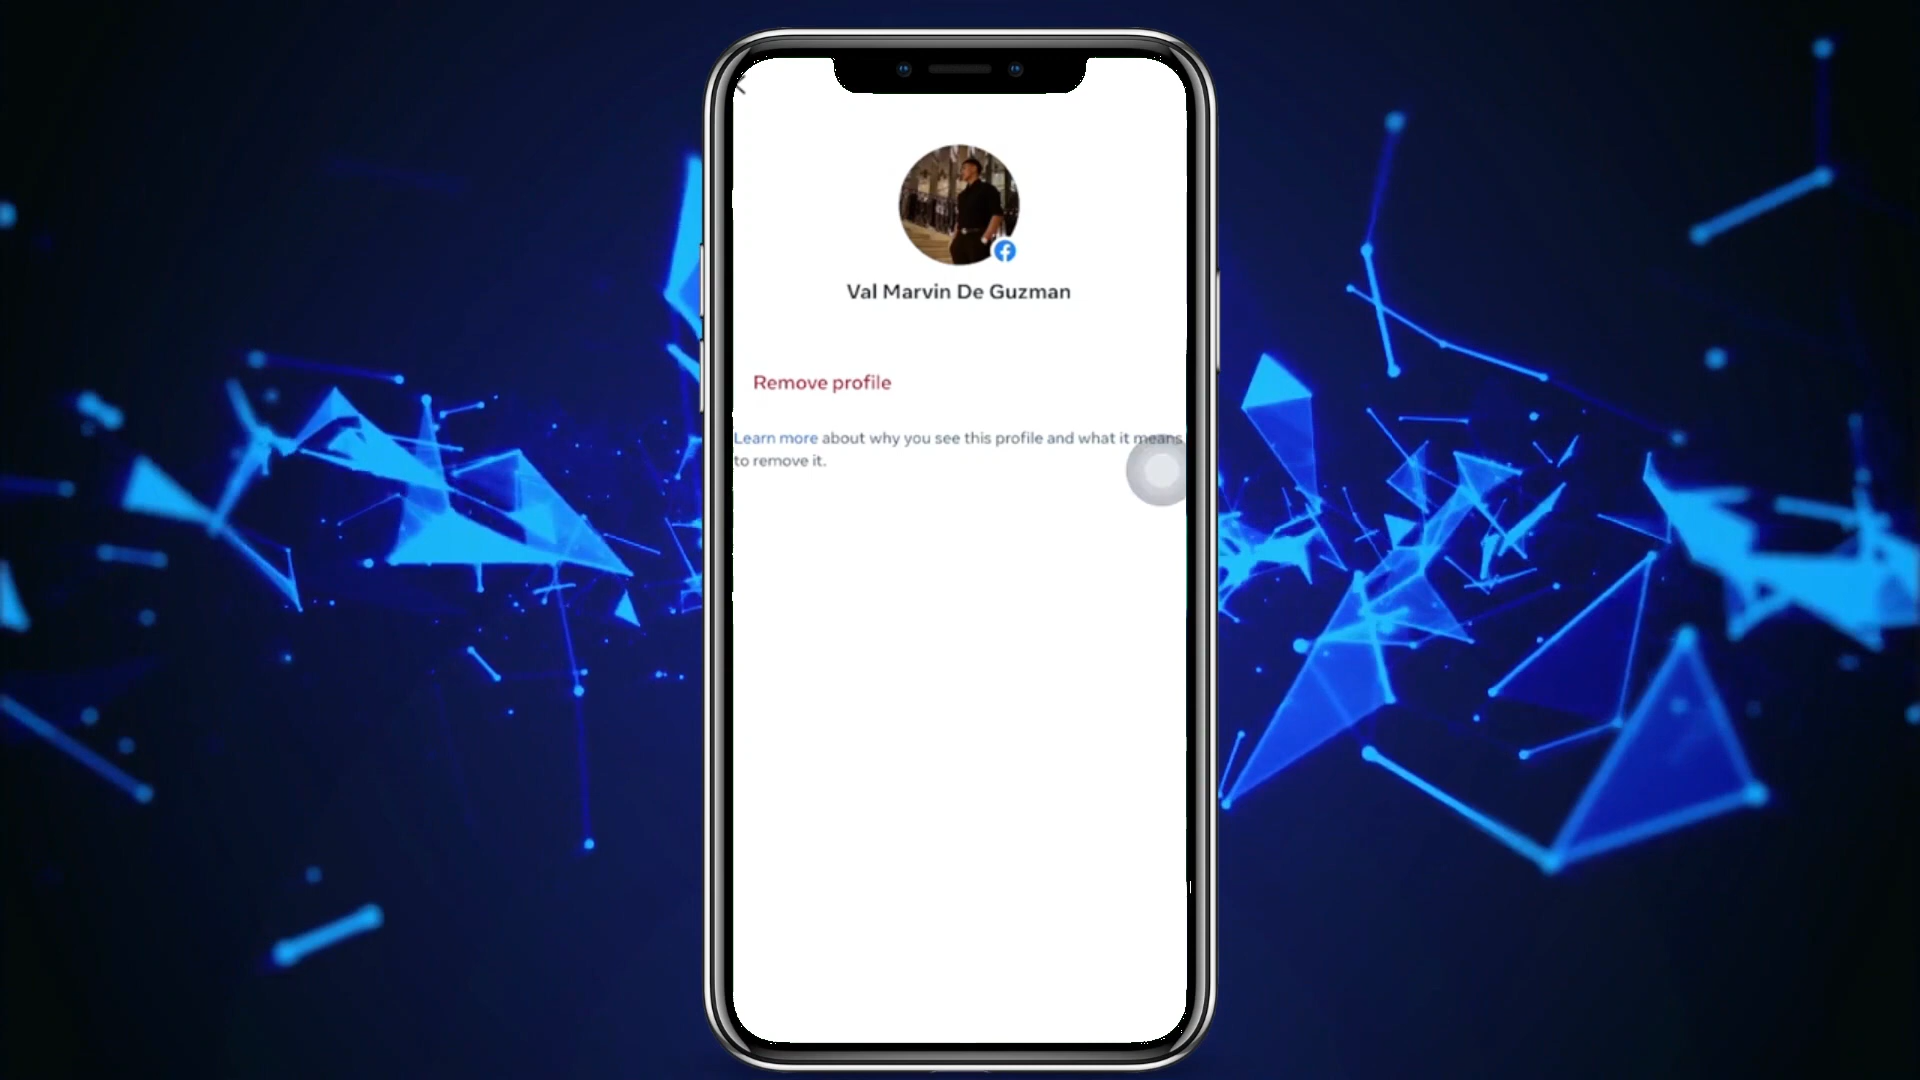 Val Marvin De Guzman
Remove profile
Learn more about why you see this profile and what it means
to remove it.